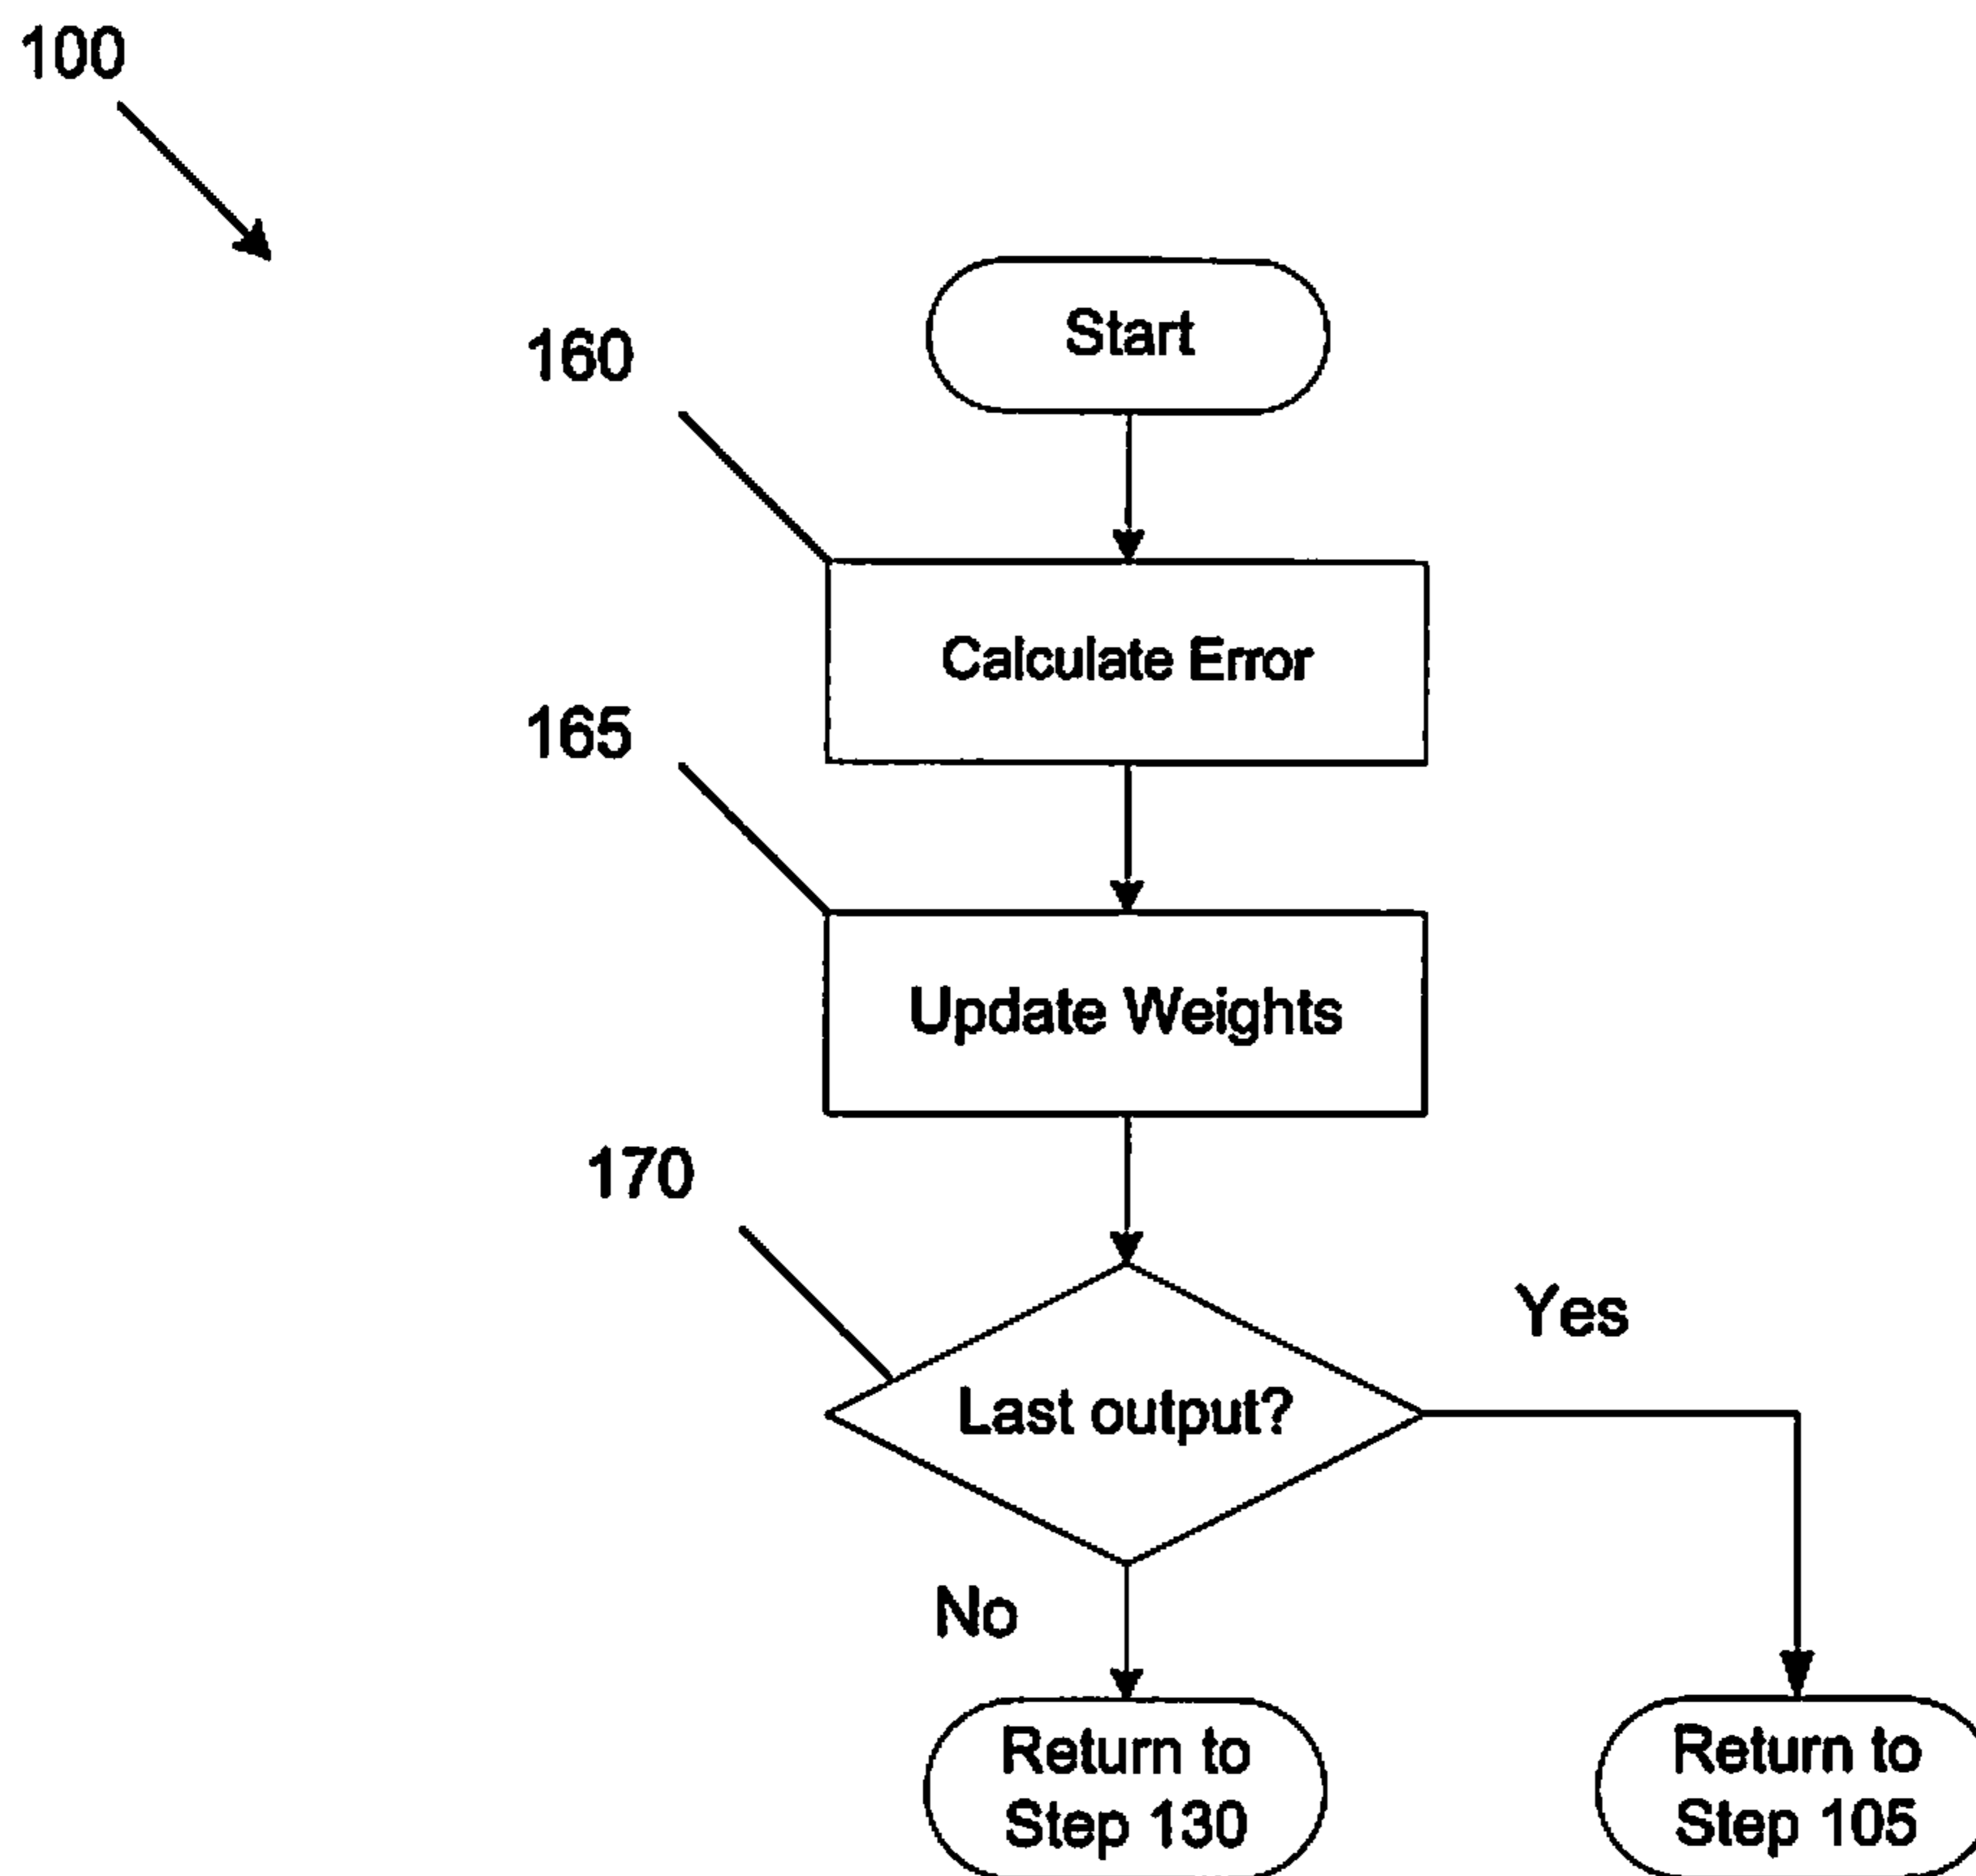 100
Start
160
Calculate Error
165
Update Weights
170
Last output?
Yes
No
Return to
Step 130
Return to
Step 105